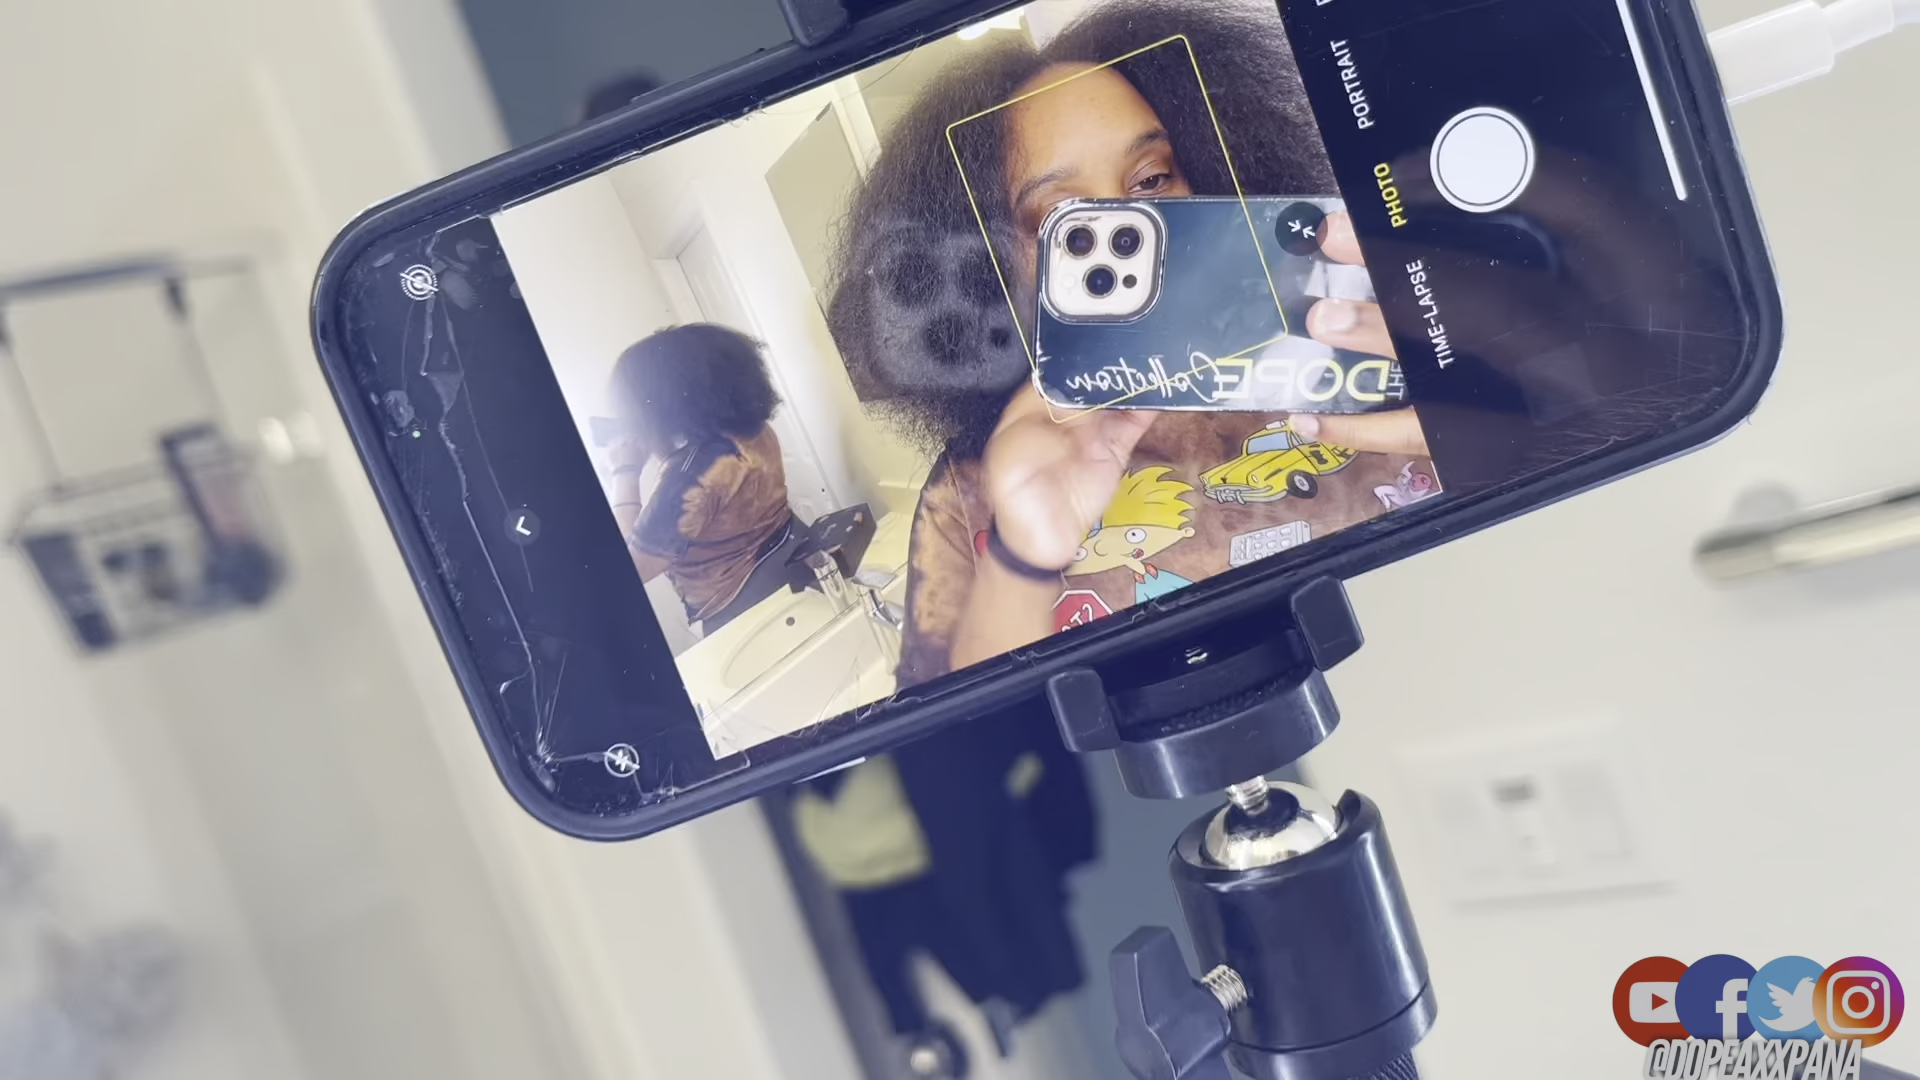 PORTRAIT
PHOTO
TIME-LAPSE
THE
DOPE
Collection
@DOPEAXXPANA